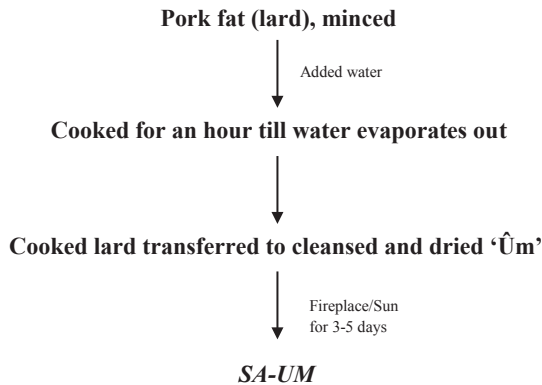 Pork fat (lard), minced
Added water
Cooked for an hour till water evaporates out
Cooked lard transferred to cleansed and dried ‘Ûm’
Fireplace/Sun
for 3-5 days
SA-UM